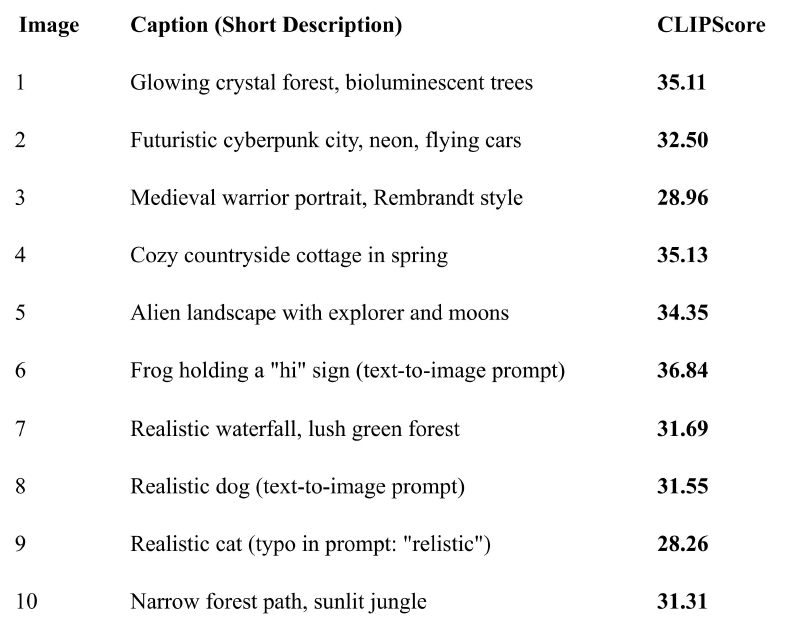 Image Caption (Short Description) CLIPScore
1 Glowing crystal forest, bioluminescent trees 35.11
2 Futuristic cyberpunk city, neon, flying cars 32.50
3 Medieval warrior portrait, Rembrandt style 28.96
4 Cozy countryside cottage in spring 35.13
5 Alien landscape with explorer and moons 34.35
6 Frog holding a "hi" sign (text-to-image prompt) 36.84
7 Realistic waterfall, lush green forest 31.69
8 Realistic dog (text-to-image prompt) 31.55
9 Realistic cat (typo in prompt: "relistic") 28.26
10 Narrow forest path, sunlit jungle 31.31